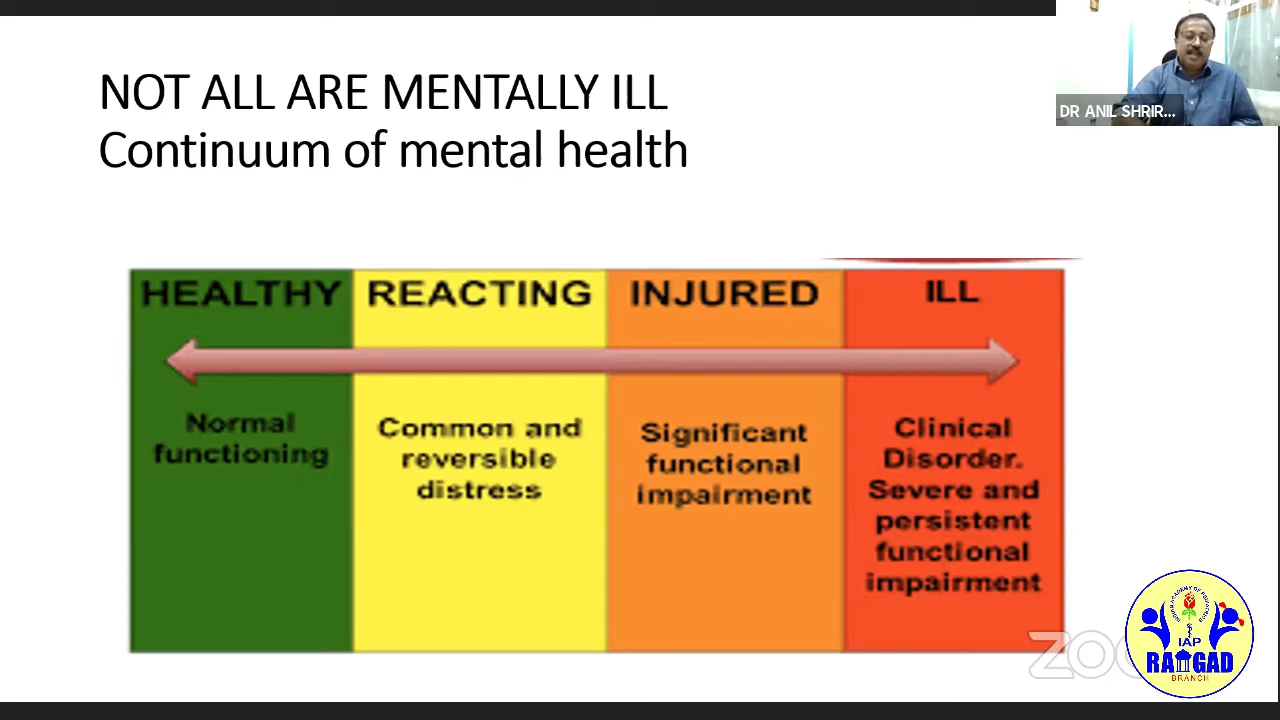 NOT ALL ARE MENTALLY ILL
Continuum of mental health
DR ANIL SHRIR...
HEALTHY
Normal
functioning
REACTING
Common and
reversible
distress
INJURED
Significant
functional
impairment
ILL
Clinical
Disorder.
Severe and
persistent
functional
impairment
IAP
RAIGAD
BRANCH